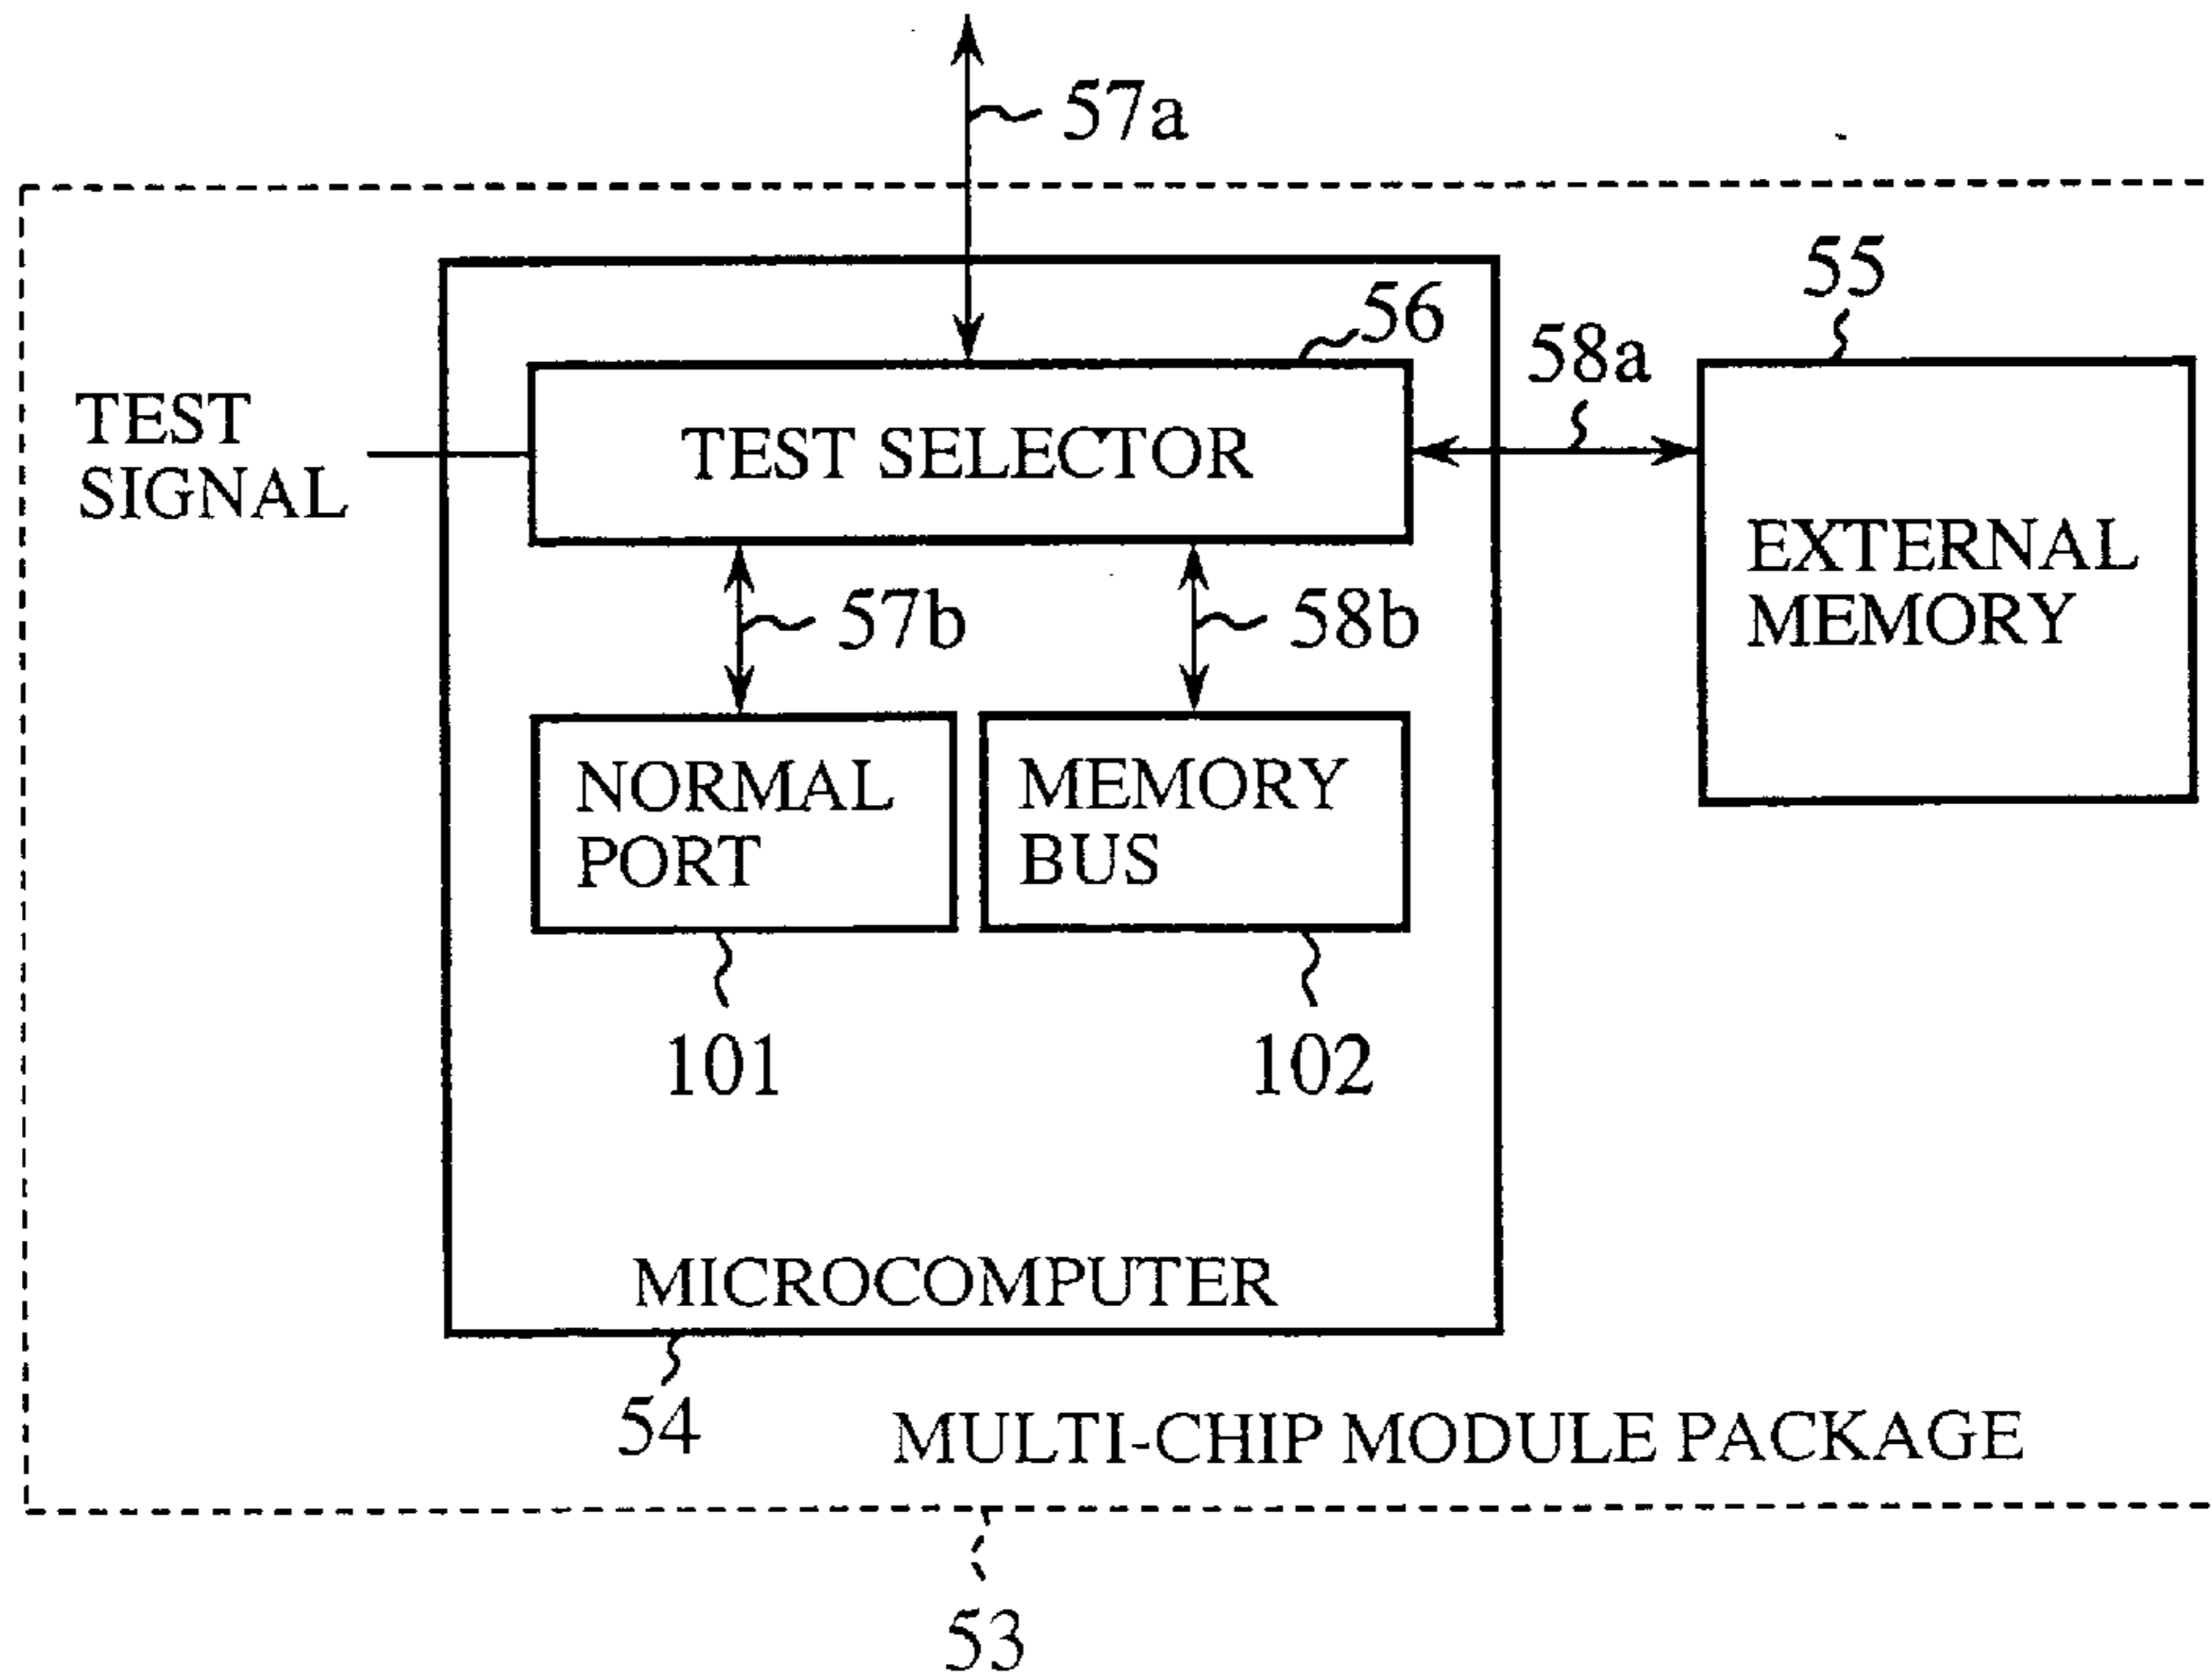 57a
55
56
58a
TEST
SIGNAL
TEST SELECTOR
EXTERNAL
MEMORY
57b
58b
NORMAL
PORT
MEMORY
BUS
101
102
MICROCOMPUTER
54
MULTI-CHIP MODULE PACKAGE
53